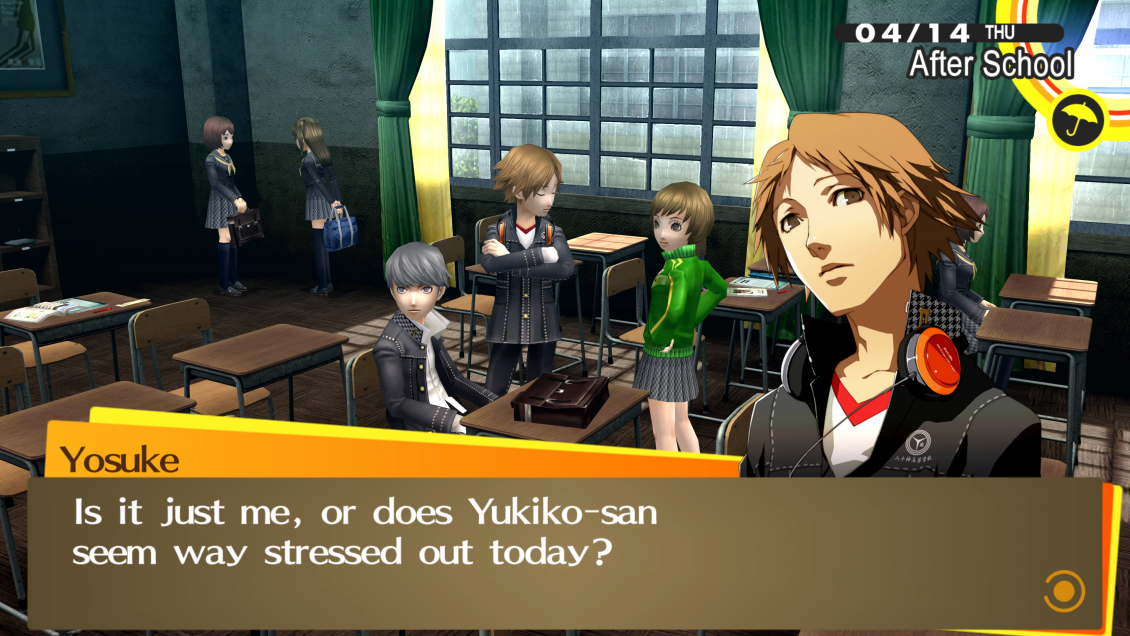 04/14 THU
After School
Yosuke
Is it just me, or does Yukiko-san
seem way stressed out today?